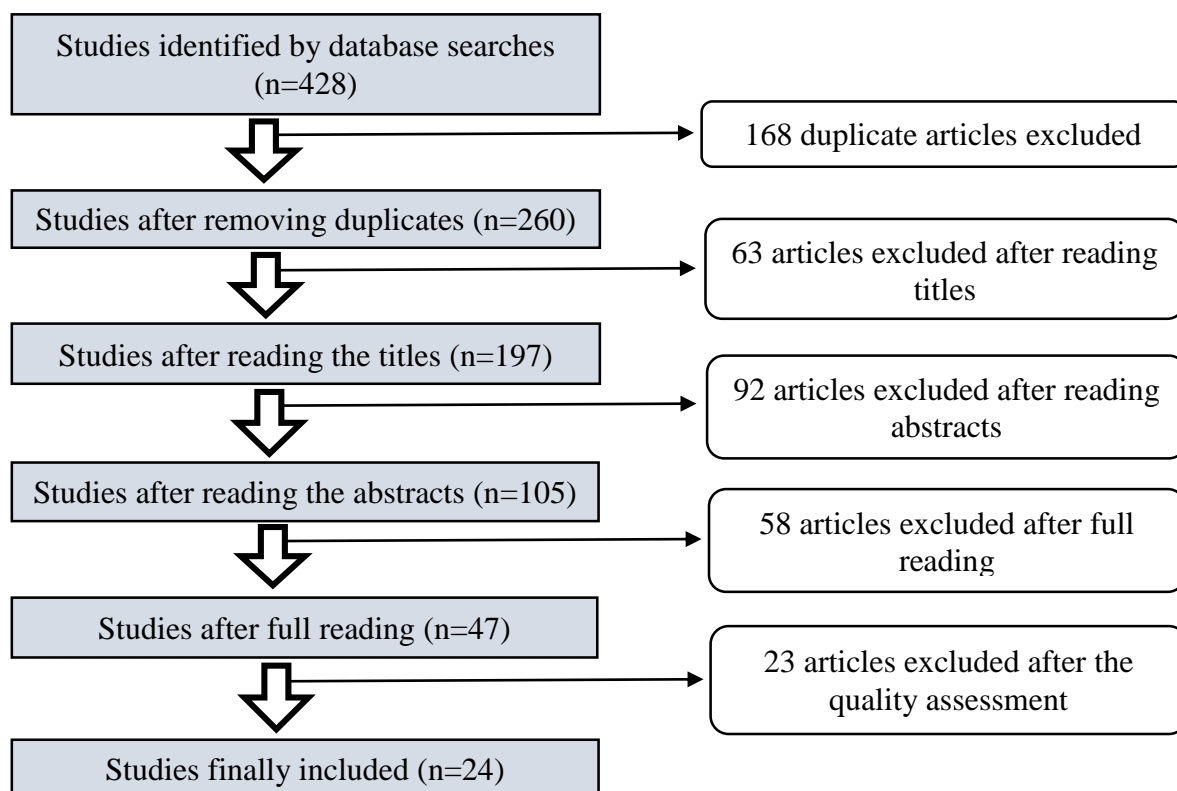 Studies identified by database searches
(n=428)
168 duplicate articles excluded
Studies after removing duplicates (n=260)
63 articles excluded after reading
titles
Studies after reading the titles (n=197)
92 articles excluded after reading
abstracts
Studies after reading the abstracts (n=105)
58 articles excluded after full
reading
Studies after full reading (n=47)
23 articles excluded after the
quality assessment
Studies finally included (n=24)